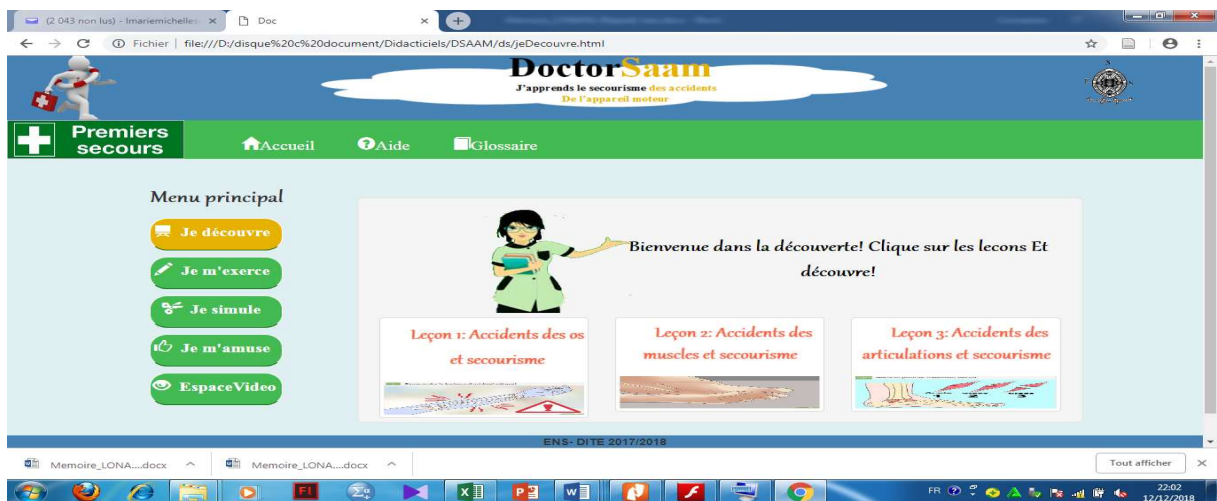 (2 043 non lus) - lmariemichelle
Doc
Fichier | file:///D:/disque%20c%20document/Didacticiels/DSAAM/ds/jeDecouvre.html
DoctorSaam
J'apprends le secourisme des accidents
De l'appareil moteur
Premiers
secours
Accueil
Aide
Glossaire
Menu principal
Je découvre
Je m'exerce
Je simule
Je m'amuse
EspaceVideo
Bienvenue dans la découverte! Clique sur les lecons Et
découvre!
Leçon 1: Accidents des os
et secourisme
Leçon 2: Accidents des
muscles et secourisme
Leçon 3: Accidents des
articulations et secourisme
1 2 3
ENS- DITE 2017/2018
Memoire_LONA....docx
Memoire_LONA....docx
Tout afficher
FR
22:02
12/12/2018